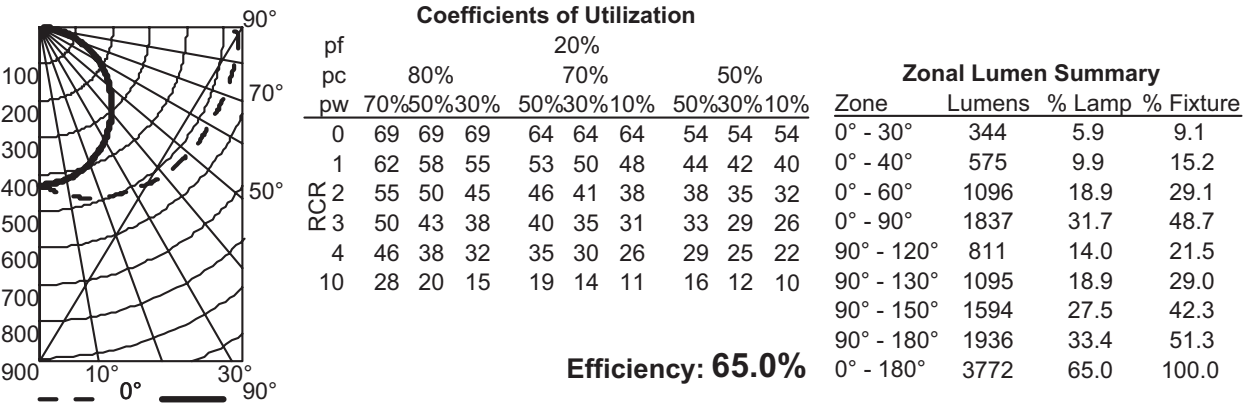 90°
100
200
300
400
500
600
700
800
900
70°
50°
10°
30°
0°
90°
Coefficients of Utilization
pf 20%
pc 80% 70% 50%
pw 70%50%30% 50%30%10% 50%30%10%
RCR
0 69 69 69 64 64 64 54 54 54
1 62 58 55 53 50 48 44 42 40
2 55 50 45 46 41 38 38 35 32
3 50 43 38 40 35 31 33 29 26
4 46 38 32 35 30 26 29 25 22
10 28 20 15 19 14 11 16 12 10
Efficiency: 65.0%
Zonal Lumen Summary
Zone Lumens % Lamp % Fixture
0° - 30° 344 5.9 9.1
0° - 40° 575 9.9 15.2
0° - 60° 1096 18.9 29.1
0° - 90° 1837 31.7 48.7
90° - 120° 811 14.0 21.5
90° - 130° 1095 18.9 29.0
90° - 150° 1594 27.5 42.3
90° - 180° 1936 33.4 51.3
0° - 180° 3772 65.0 100.0